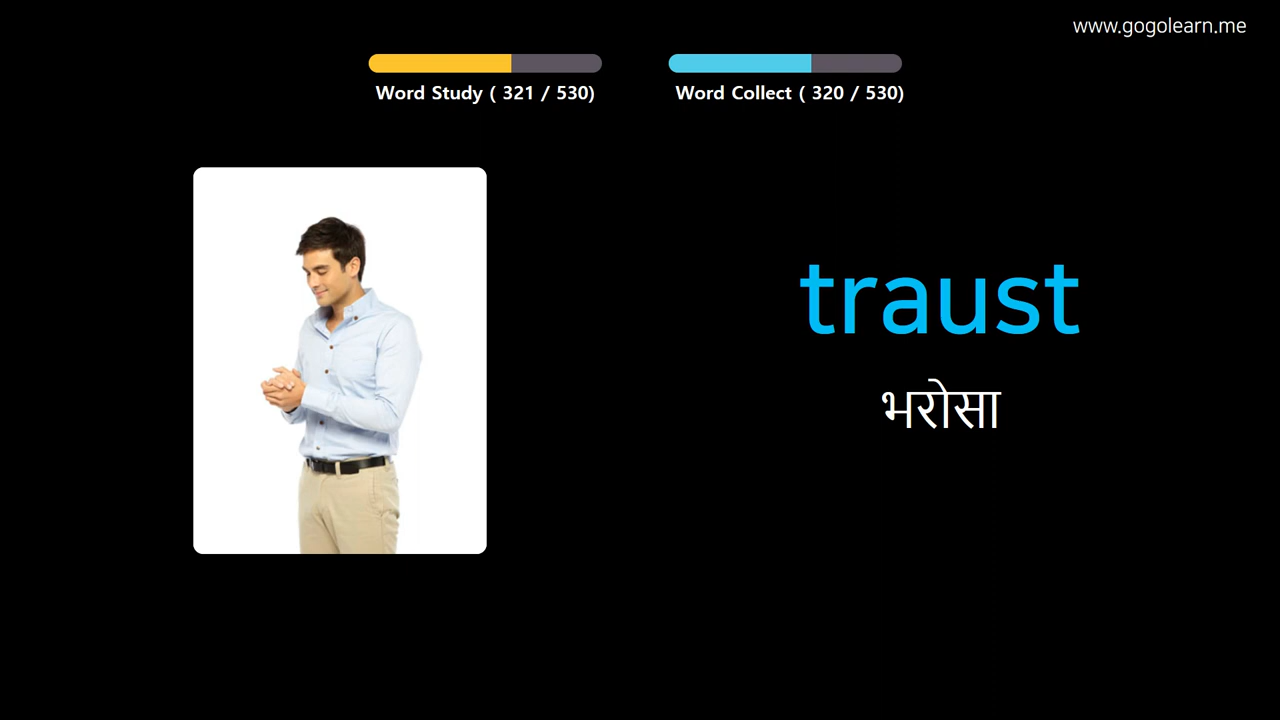 www.gogolearn.me
Word Study ( 321 / 530)
Word Collect ( 320 / 530)
traust
भरोसा